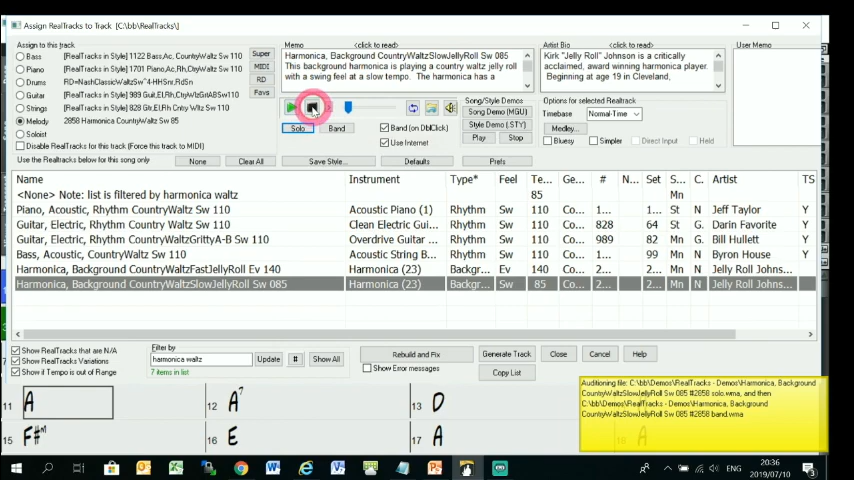 Assign RealTracks to Track [C:\bb\RealTracks\]
Assign to this track
Bass [RealTracks in Style] 1122 Bass,Ac, CountryWaltz Sw 110
Piano [RealTracks in Style] 1701 Piano,Ac,Rh,CtryWaltz Sw 110
Drums RD=NashClassicWaltzSw^4-HHSnr,RdSn
Guitar [RealTracks in Style] 989 Guit,El,Rh,CtryWlzGrtABSw110
Strings [RealTracks in Style] 828 Gtr,El,Rh Cntry Wltz Sw 110
Melody 2858 Harmonica CountryWaltz Sw 85
Soloist
Disable RealTracks for this track (Force this track to MIDI)
Use the Realtracks below for this song only
None
Clear All
Super
MIDI
RD
Favs
Memo (click to read)
Harmonica, Background CountryWaltzSlowJellyRoll Sw 085
This background harmonica is playing a country waltz jelly roll
with a swing feel at a slow tempo. The harmonica has a
Solo
Band
Band (on DblClick)
Use Internet
Save Style...
Defaults
Prefs
Song/Style Demos
Song Demo (MGU)
Style Demo (.STY)
Play
Stop
Artist Bio (click to read)
Kirk "Jelly Roll" Johnson is a critically
acclaimed, award winning harmonica player.
Beginning at age 19 in Cleveland,
Options for selected Realtrack
Timebase Normal-Time
Medley...
Bluesy
Simpler
Direct Input
Held
User Memo
Name Instrument Type* Feel Te... Ge... # N... Set S... C. Artist TS
<None> Note: list is filtered by harmonica waltz 85 Mn
Piano, Acoustic, Rhythm CountryWaltz Sw 110 Acoustic Piano (1) Rhythm Sw 110 Co... 1... 2... St N Jeff Taylor Y
Guitar, Electric, Rhythm CountryWaltz Sw 110 Clean Electric Gui... Rhythm Sw 110 Co... 828 64 St G. Darin Favorite Y
Guitar, Electric, Rhythm CountryWaltzGrittyA-B Sw 110 Overdrive Guitar ... Rhythm Sw 110 Co... 989 82 Mn G. Bill Hullett Y
Bass, Acoustic, CountryWaltz Sw 110 Acoustic String B... Rhythm Sw 110 Co... 1... 99 Mn N Byron House Y
Harmonica, Background CountryWaltzFastJellyRoll Ev 140 Harmonica (23) Backgr... Ev 140 Co... 2... 2... Mn N Jelly Roll Johns...
Harmonica, Background CountryWaltzSlowJellyRoll Sw 085 Harmonica (23) Backgr... Sw 85 Co... 2... 2... Mn N Jelly Roll Johns...
Show RealTracks that are N/A
Show RealTracks Variations
Show if Tempo is out of Range
Filter by
harmonica waltz
Update
#
Show All
7 items in list
Rebuild and Fix
Show Error messages
Generate Track
Copy List
Close
Cancel
Help
11 A 12 A7 13 D
15 F#m 16 E 17 A 18 A
Auditioning file: C:\bb\Demos\RealTracks - Demos\Harmonica, Background
CountryWaltzSlowJellyRoll Sw 085 #2858 solo.wma, and then
C:\bb\Demos\RealTracks - Demos\Harmonica, Background
CountryWaltzSlowJellyRoll Sw 085 #2858 band.wma
ENG
20:36
2019/07/10
3